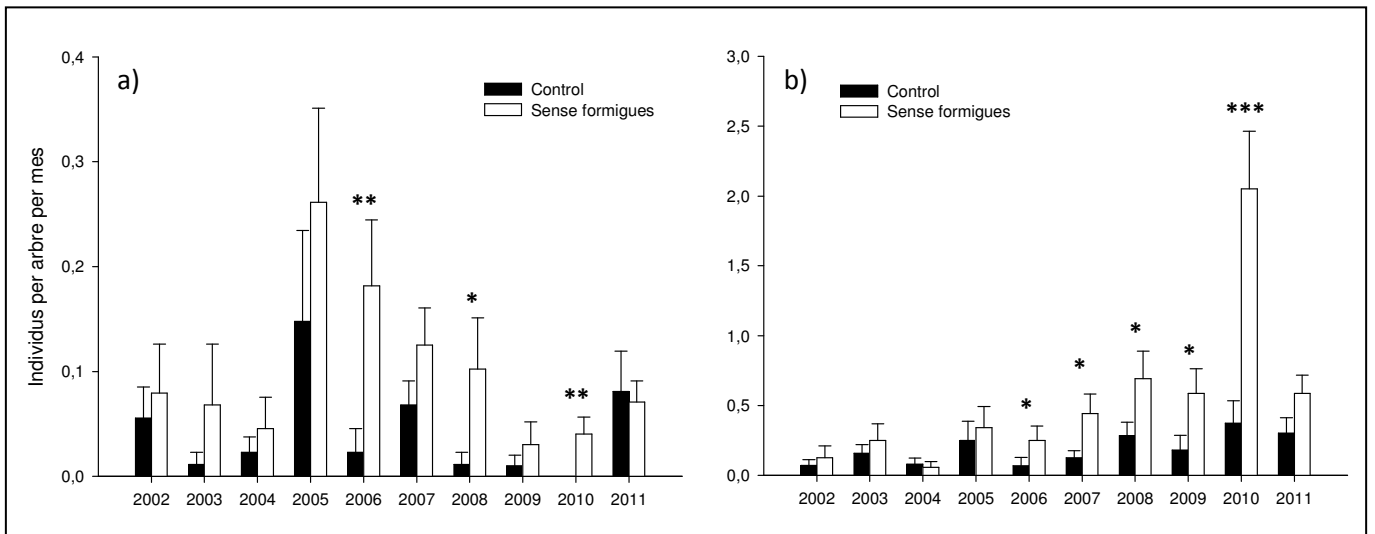 a)
Control
Sense formigues
Individus per arbre per mes
0,4
0,3
0,2
0,1
0,0
**
*
**
2002 2003 2004 2005 2006 2007 2008 2009 2010 2011
b)
Control
Sense formigues
3,0
2,5
2,0
1,5
1,0
0,5
0,0
*
*
*
*
***
2002 2003 2004 2005 2006 2007 2008 2009 2010 2011